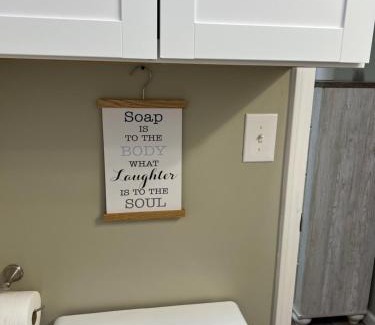 Soap
IS
TO THE
BODY
WHAT
Laughter
IS TO THE
SOUL